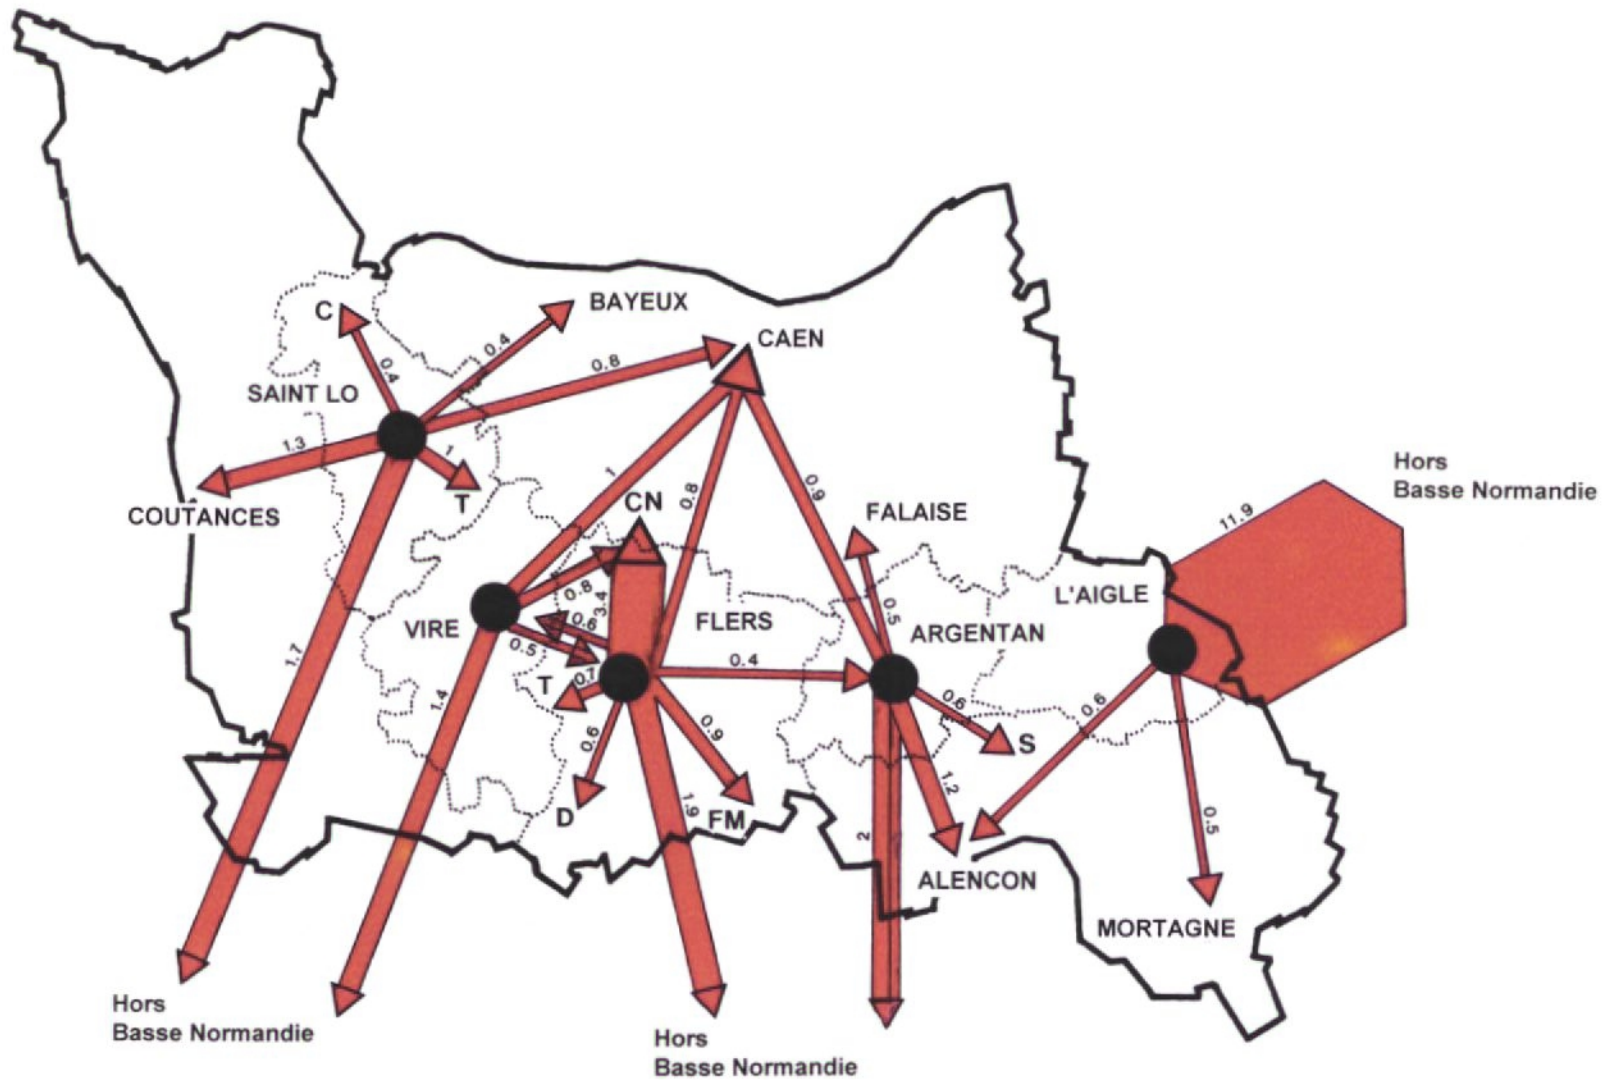 BAYEUX
C
CAEN
0.4
0.4
0.8
SAINT LO
1.3
1
T
COUTANCES
1
0.8
0.9
CN
FALAISE
Hors
Basse Normandie
11.9
L'AIGLE
0.8
3.4
0.6
0.5
VIRE
FLERS
0.5
ARGENTAN
0.4
T
0.7
1.7
1.4
0.6
0.9
0.6
S
0.6
1.9
1.2
D
FM
2
0.5
ALENCON
MORTAGNE
Hors
Basse Normandie
Hors
Basse Normandie